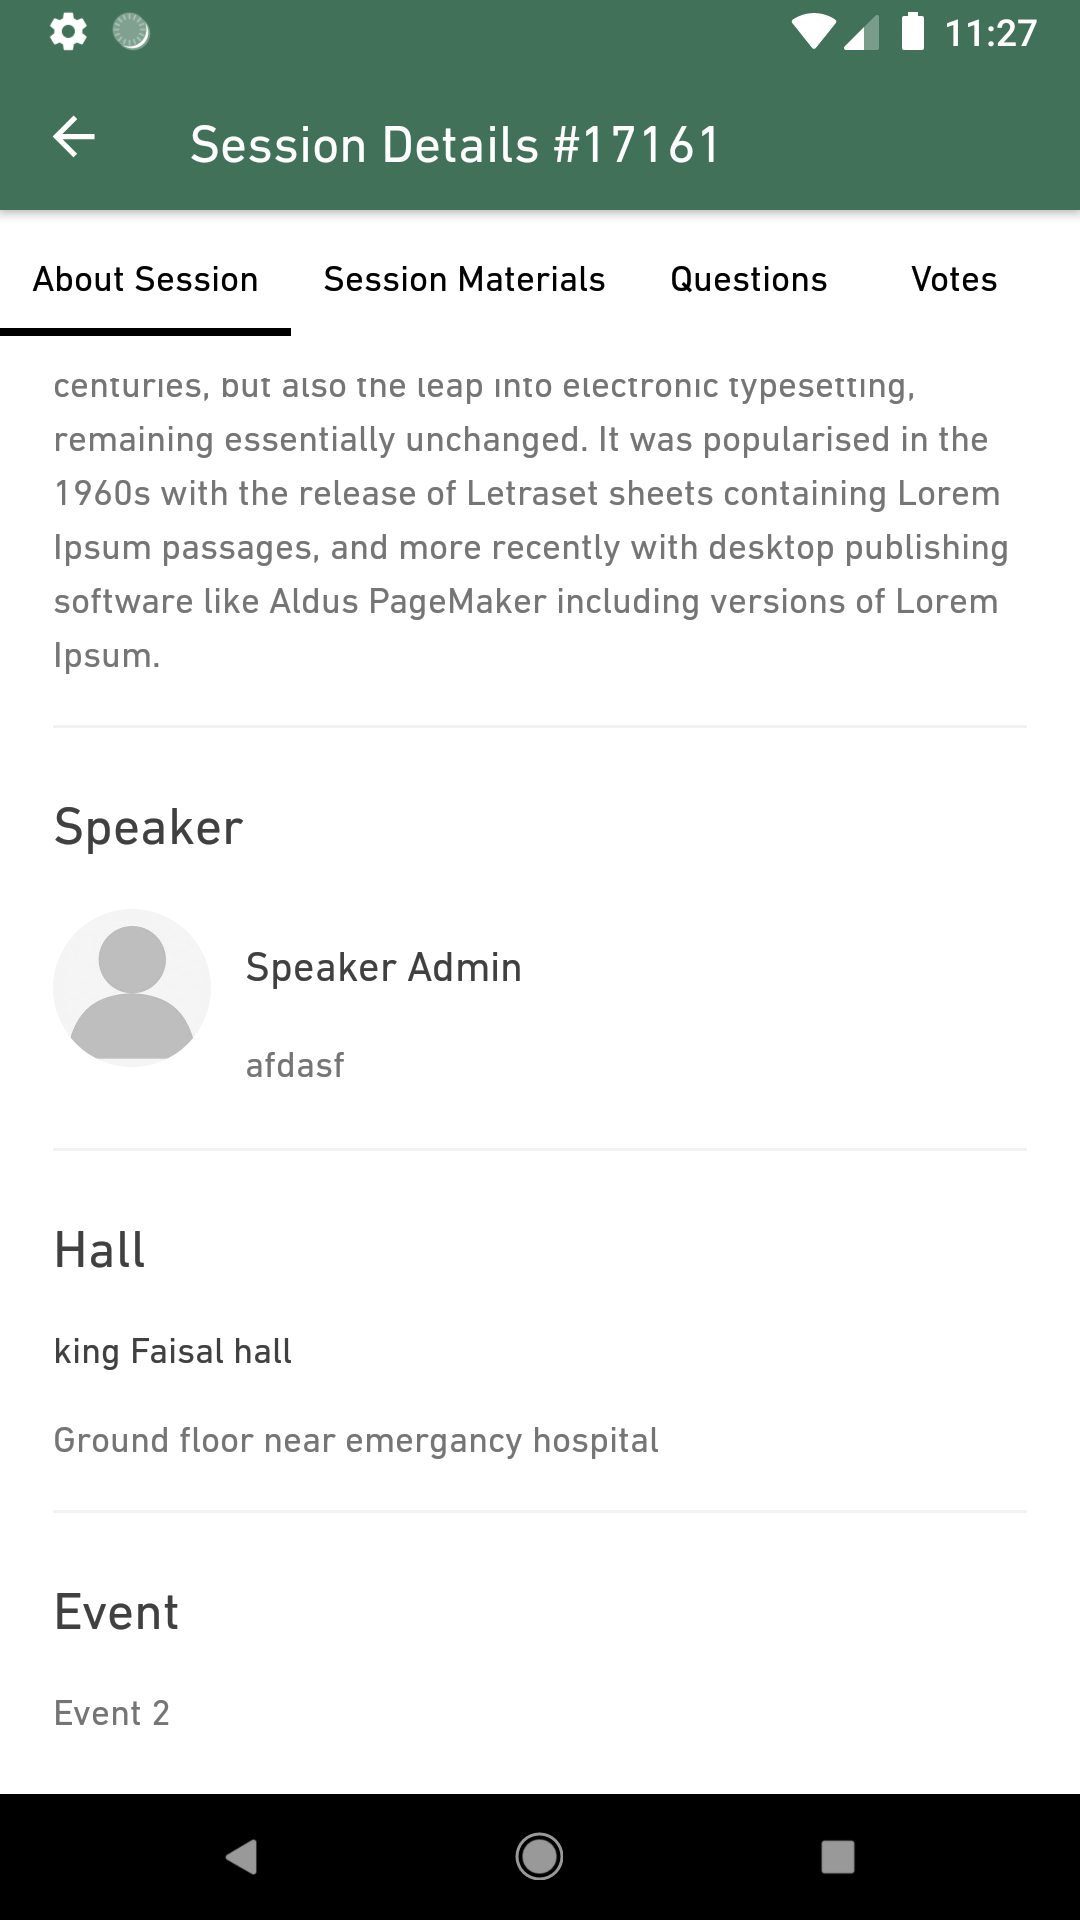 11:27
Session Details #17161
About Session Session Materials Questions Votes
centuries, but also the leap into electronic typesetting,
remaining essentially unchanged. It was popularised in the
1960s with the release of Letraset sheets containing Lorem
Ipsum passages, and more recently with desktop publishing
software like Aldus PageMaker including versions of Lorem
Ipsum.
Speaker
Speaker Admin
afdasf
Hall
king Faisal hall
Ground floor near emergancy hospital
Event
Event 2